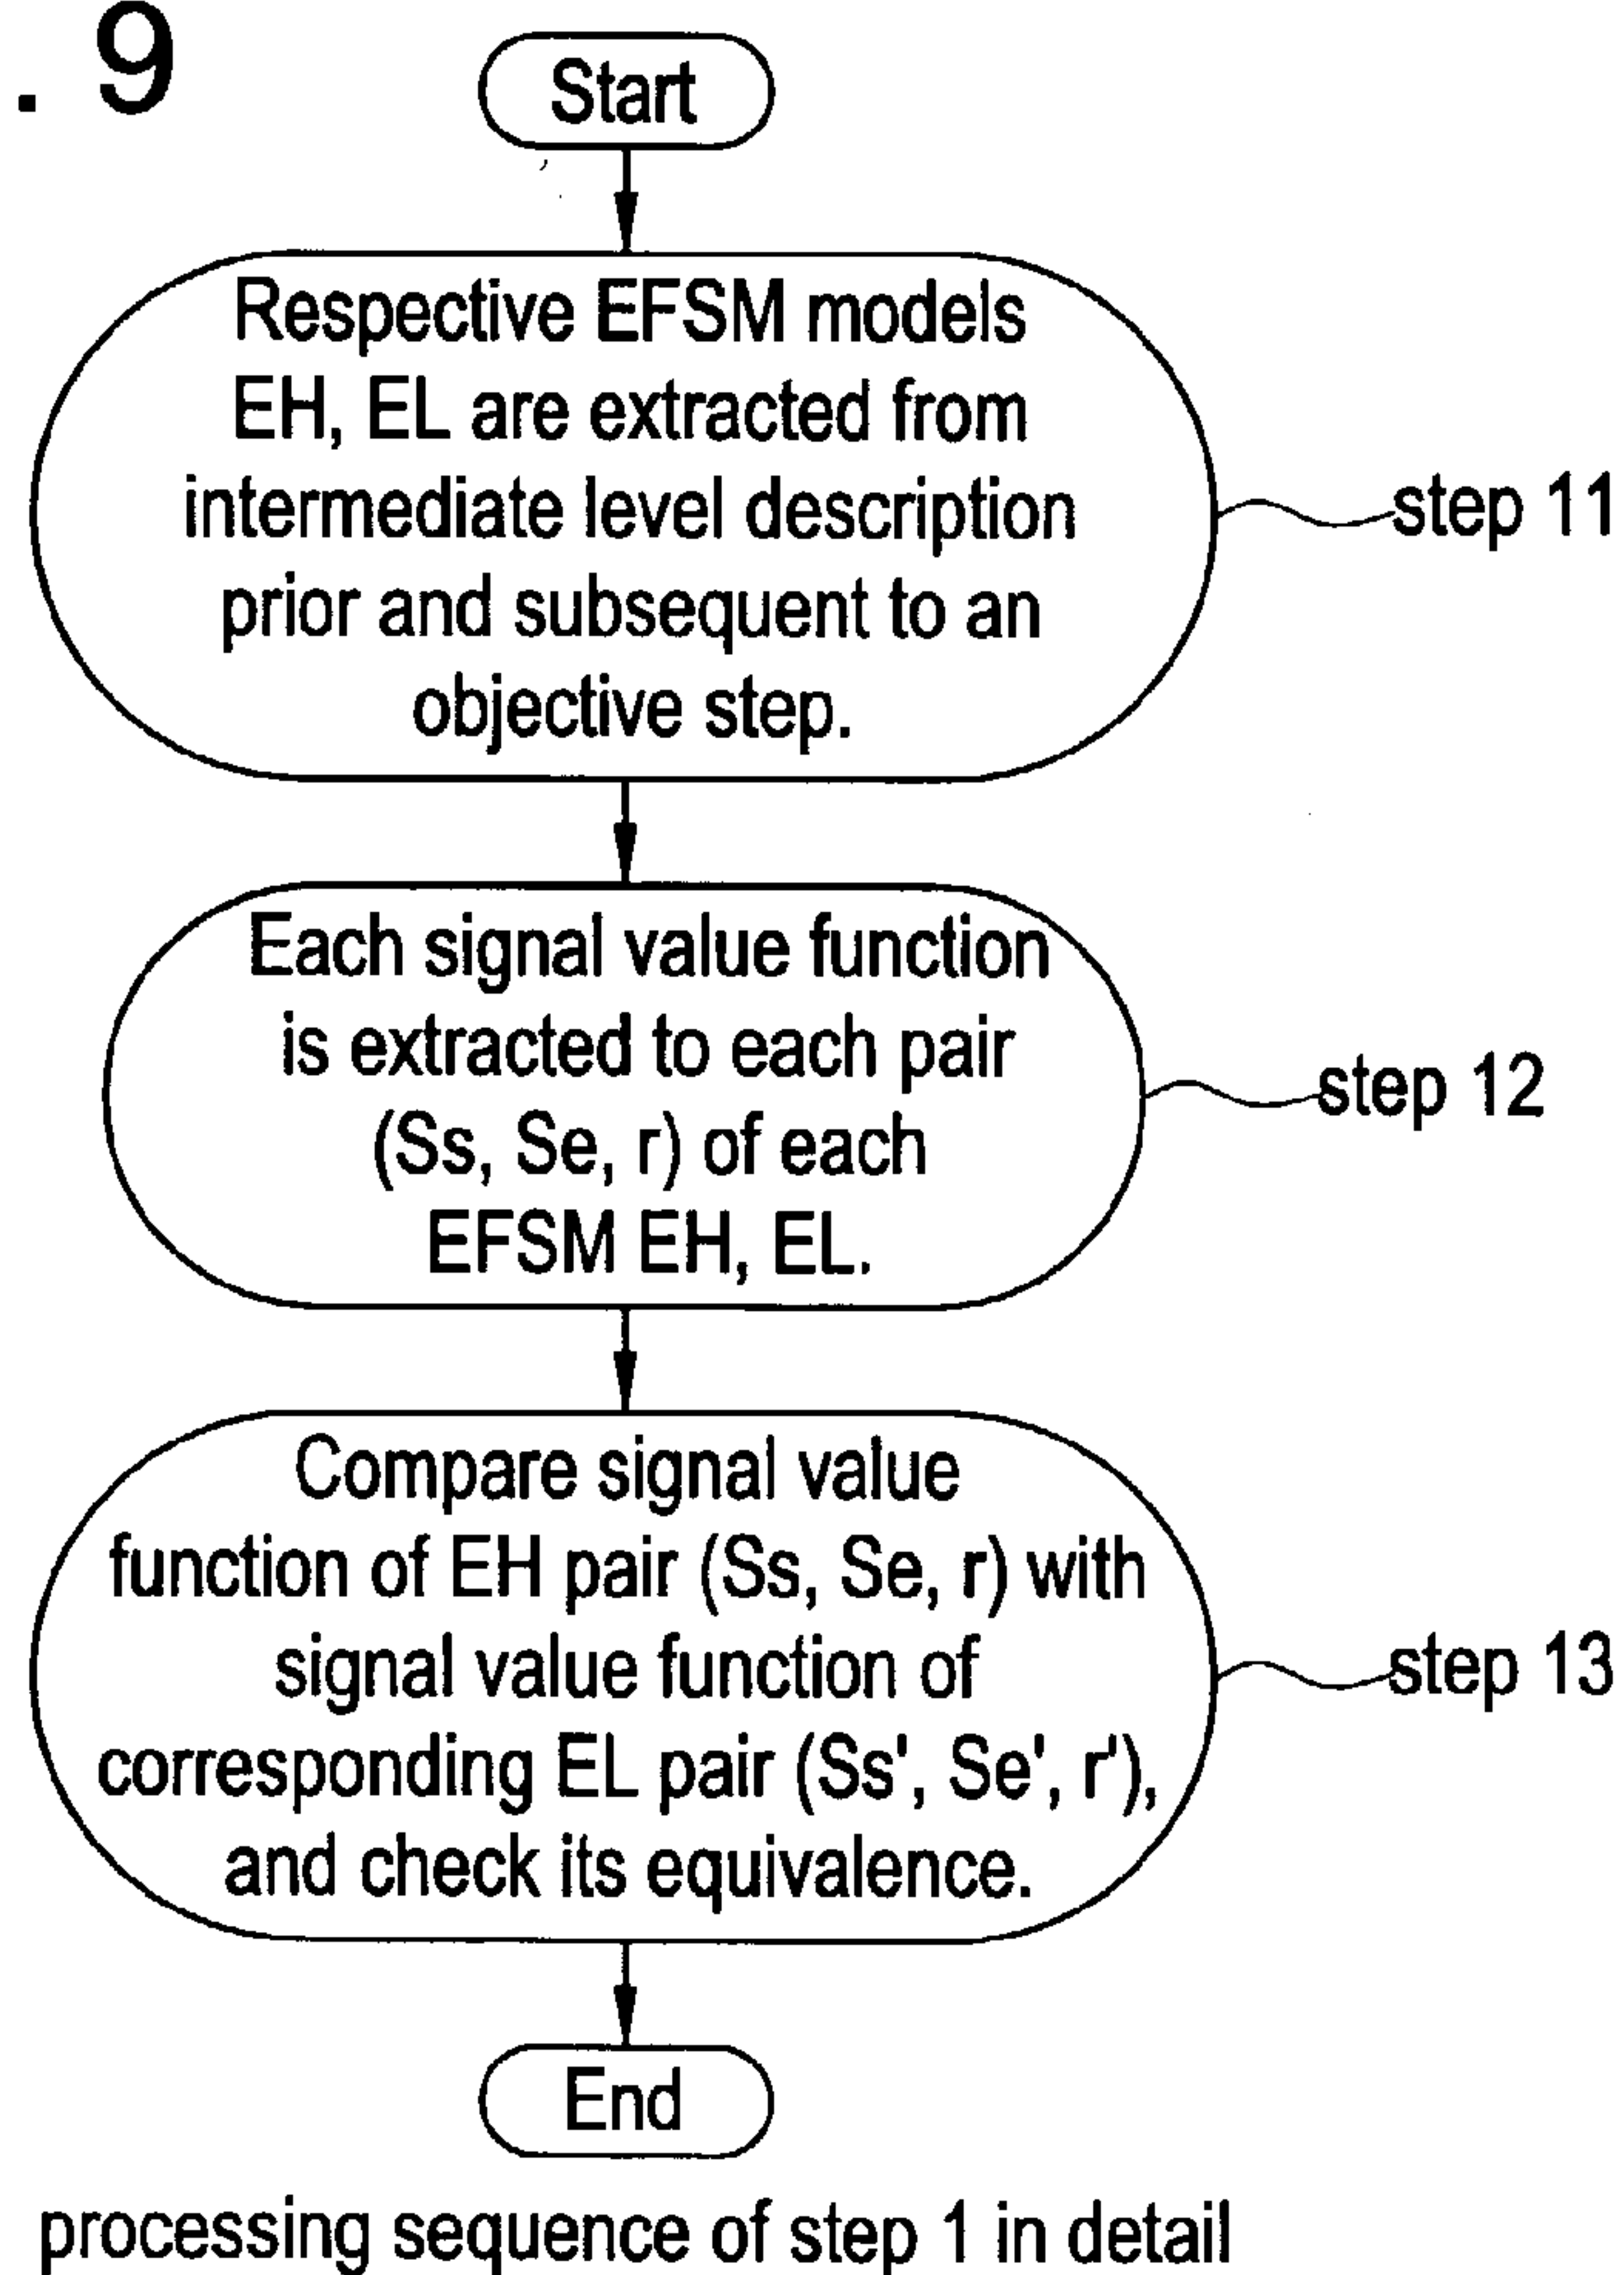 . 9
Start
Respective EFSM models
EH, EL are extracted from
intermediate level description
prior and subsequent to an
objective step.
step 11
Each signal value function
is extracted to each pair
(Ss, Se, r) of each
EFSM EH, EL.
step 12
Compare signal value
function of EH pair (Ss, Se, r) with
signal value function of
corresponding EL pair (Ss', Se', r'),
and check its equivalence.
step 13
End
processing sequence of step 1 in detail